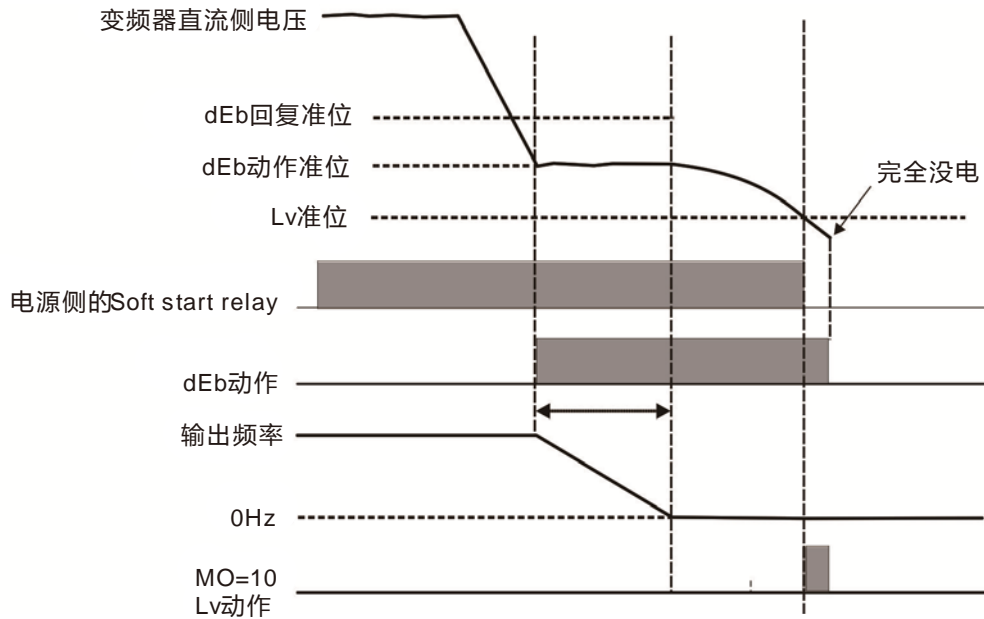 变频器直流侧电压
dEb回复准位
dEb动作准位
完全没电
Lv准位
电源侧的Soft start relay
dEb动作
输出频率
0Hz
MO=10
Lv动作